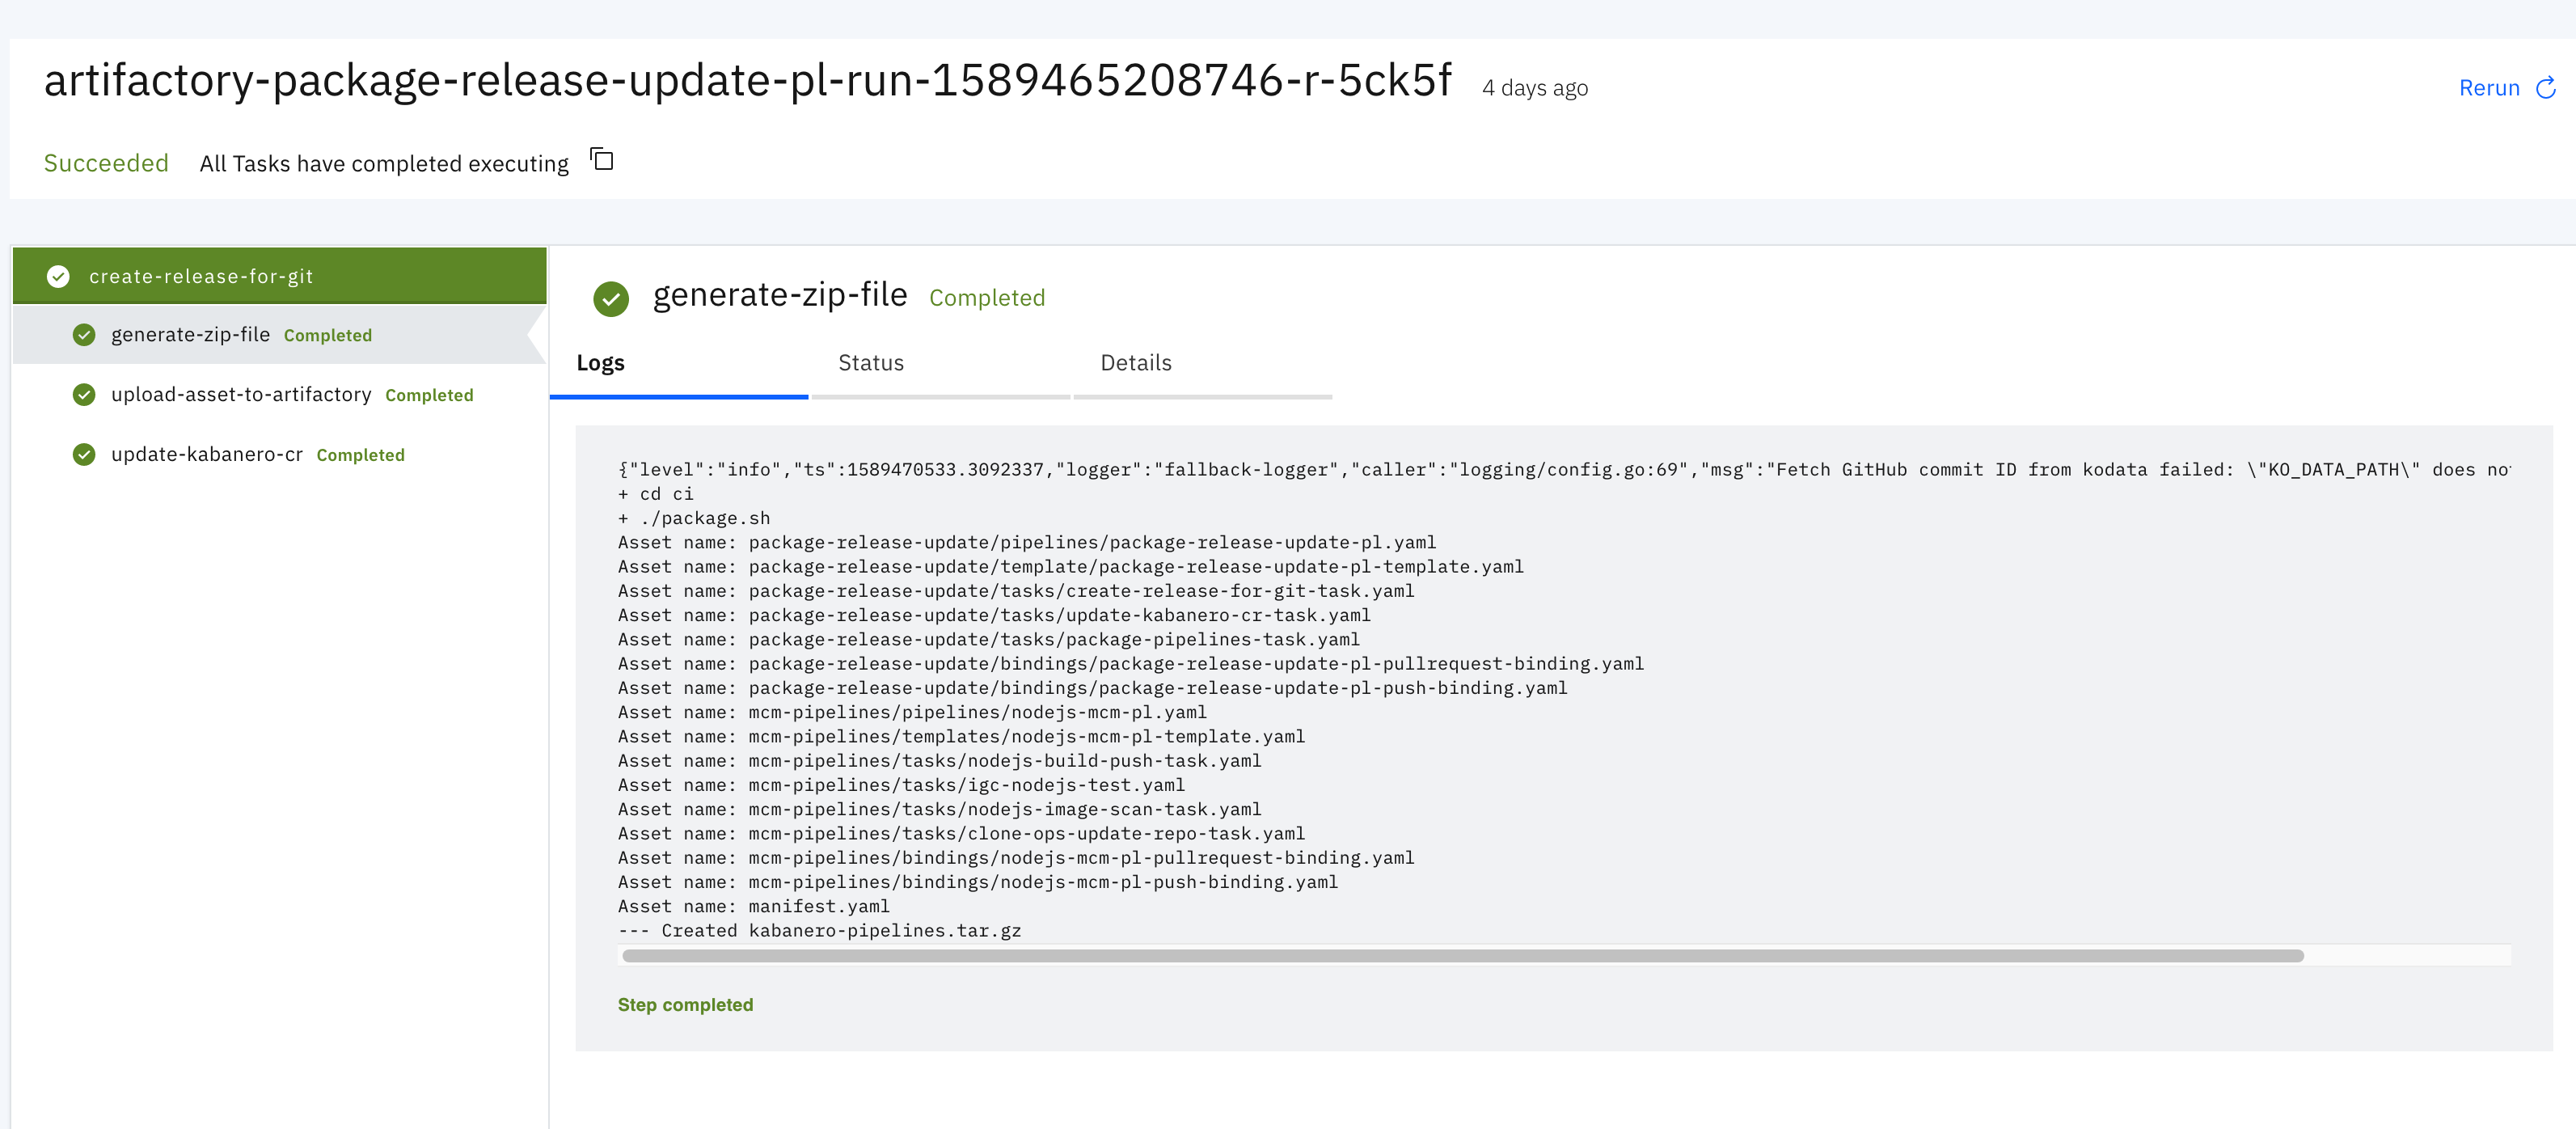 artifactory-package-release-update-pl-run-1589465208746-r-5ck5f 4 days ago
Rerun
Succeeded All Tasks have completed executing
create-release-for-git
generate-zip-file Completed
upload-asset-to-artifactory Completed
update-kabanero-cr Completed
generate-zip-file Completed
Logs Status Details
{"level":"info","ts":1589470533.3092337,"logger":"fallback-logger","caller":"logging/config.go:69","msg":"Fetch GitHub commit ID from kodata failed: \"KO_DATA_PATH\" does
+ cd ci
+ ./package.sh
Asset name: package-release-update/pipelines/package-release-update-pl.yaml
Asset name: package-release-update/template/package-release-update-pl-template.yaml
Asset name: package-release-update/tasks/create-release-for-git-task.yaml
Asset name: package-release-update/tasks/update-kabanero-cr-task.yaml
Asset name: package-release-update/tasks/package-pipelines-task.yaml
Asset name: package-release-update/bindings/package-release-update-pl-pullrequest-binding.yaml
Asset name: package-release-update/bindings/package-release-update-pl-push-binding.yaml
Asset name: mcm-pipelines/pipelines/nodejs-mcm-pl.yaml
Asset name: mcm-pipelines/templates/nodejs-mcm-pl-template.yaml
Asset name: mcm-pipelines/tasks/nodejs-build-push-task.yaml
Asset name: mcm-pipelines/tasks/igc-nodejs-test.yaml
Asset name: mcm-pipelines/tasks/nodejs-image-scan-task.yaml
Asset name: mcm-pipelines/tasks/clone-ops-update-repo-task.yaml
Asset name: mcm-pipelines/bindings/nodejs-mcm-pl-pullrequest-binding.yaml
Asset name: mcm-pipelines/bindings/nodejs-mcm-pl-push-binding.yaml
Asset name: manifest.yaml
--- Created kabanero-pipelines.tar.gz
Step completed